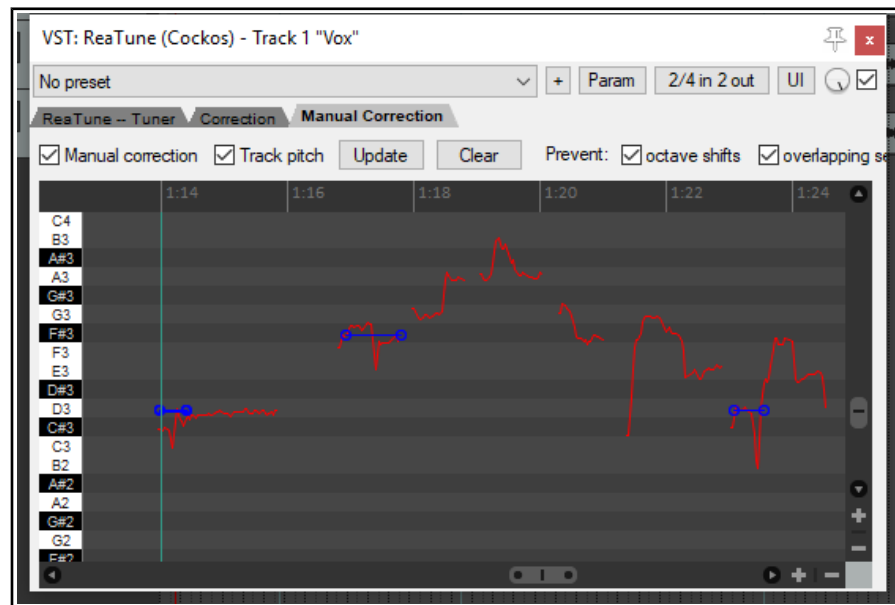 VST: ReaTune (Cockos) - Track 1 "Vox"
No preset + Param 2/4 in 2 out UI
ReaTune -- Tuner Correction Manual Correction
Manual correction Track pitch Update Clear Prevent: octave shifts overlapping se
1:14 1:16 1:18 1:20 1:22 1:24
C4
B3
A#3
A3
G#3
G3
F#3
F3
E3
D#3
D3
C#3
C3
B2
A#2
A2
G#2
G2
F#2